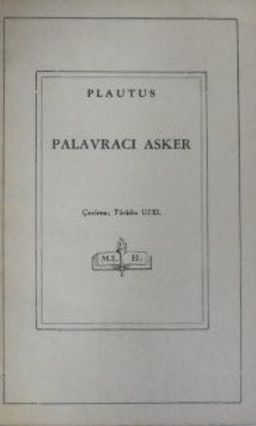 PLAUTUS
PALAVRACI ASKER
Çeviren: Türkân UZEL
M.E. B.